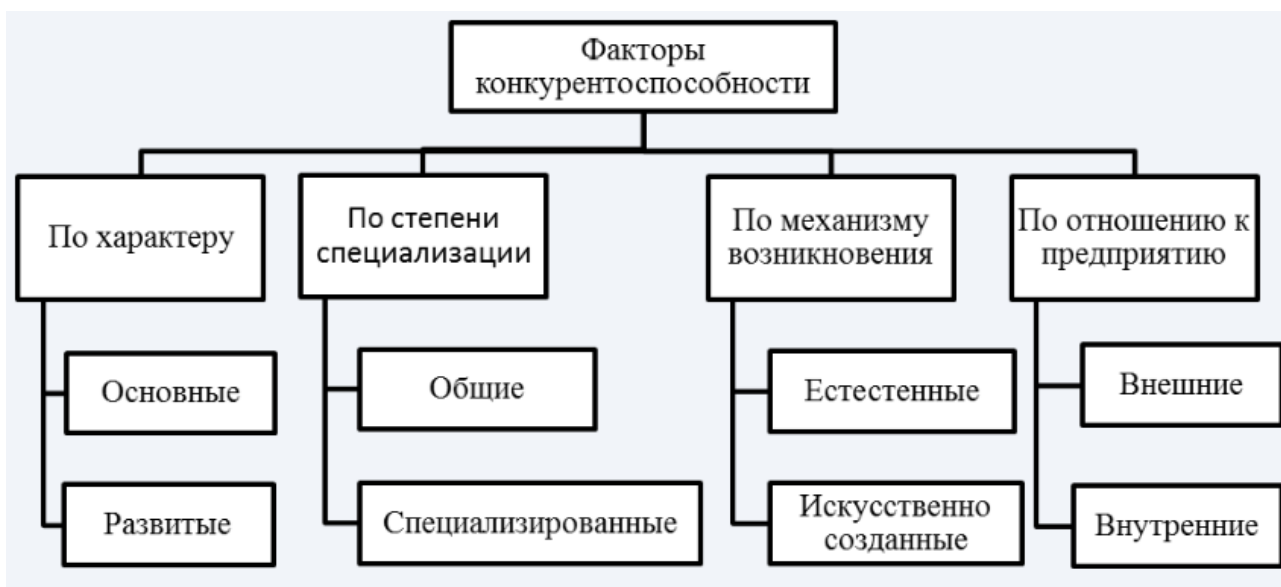 Факторы
конкурентоспособности
По характеру
Основные
Развитые
По степени
специализации
Общие
Специализированные
По механизму
возникновения
Естестенные
Искусственно
созданные
По отношению к
предприятию
Внешние
Внутренние